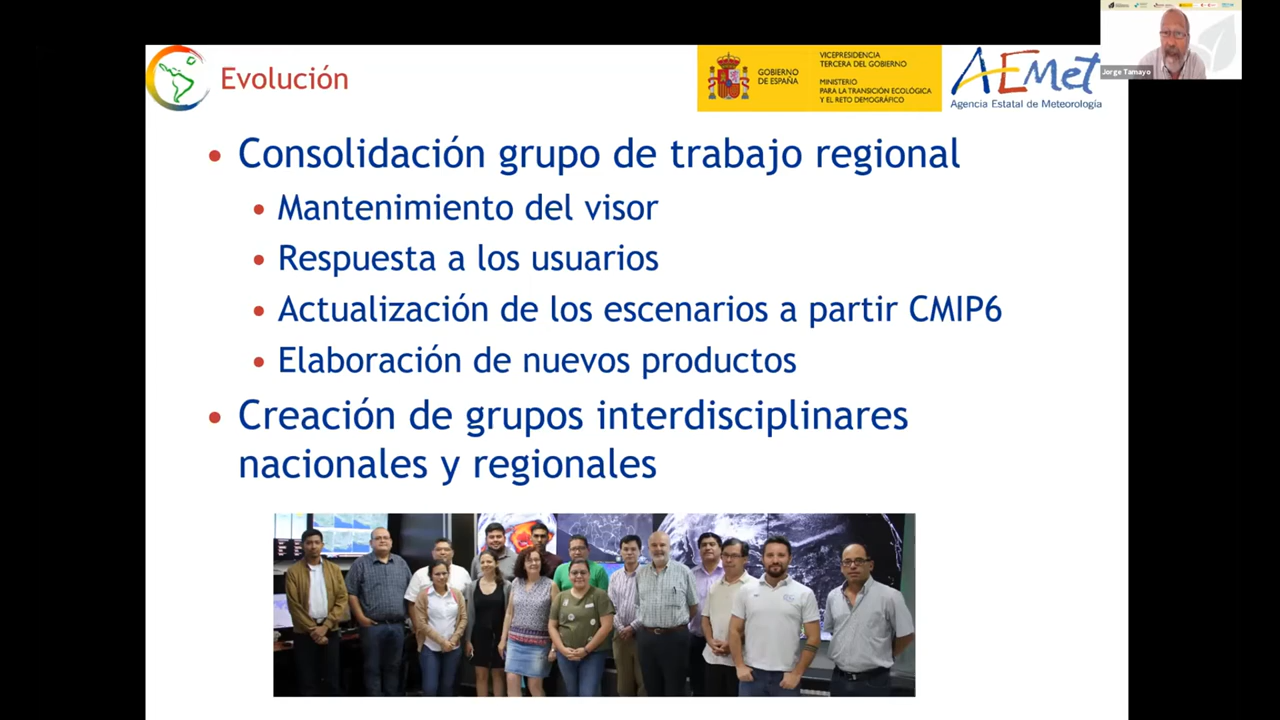 Evolución
GOBIERNO
DE ESPAÑA
VICEPRESIDENCIA
TERCERA DEL GOBIERNO
MINISTERIO
PARA LA TRANSICIÓN ECOLÓGICA
Y EL RETO DEMOGRÁFICO
AEMet
Agencia Estatal de Meteorología
Jorge Tamayo
• Consolidación grupo de trabajo regional
• Mantenimiento del visor
• Respuesta a los usuarios
• Actualización de los escenarios a partir CMIP6
• Elaboración de nuevos productos
• Creación de grupos interdisciplinares
nacionales y regionales